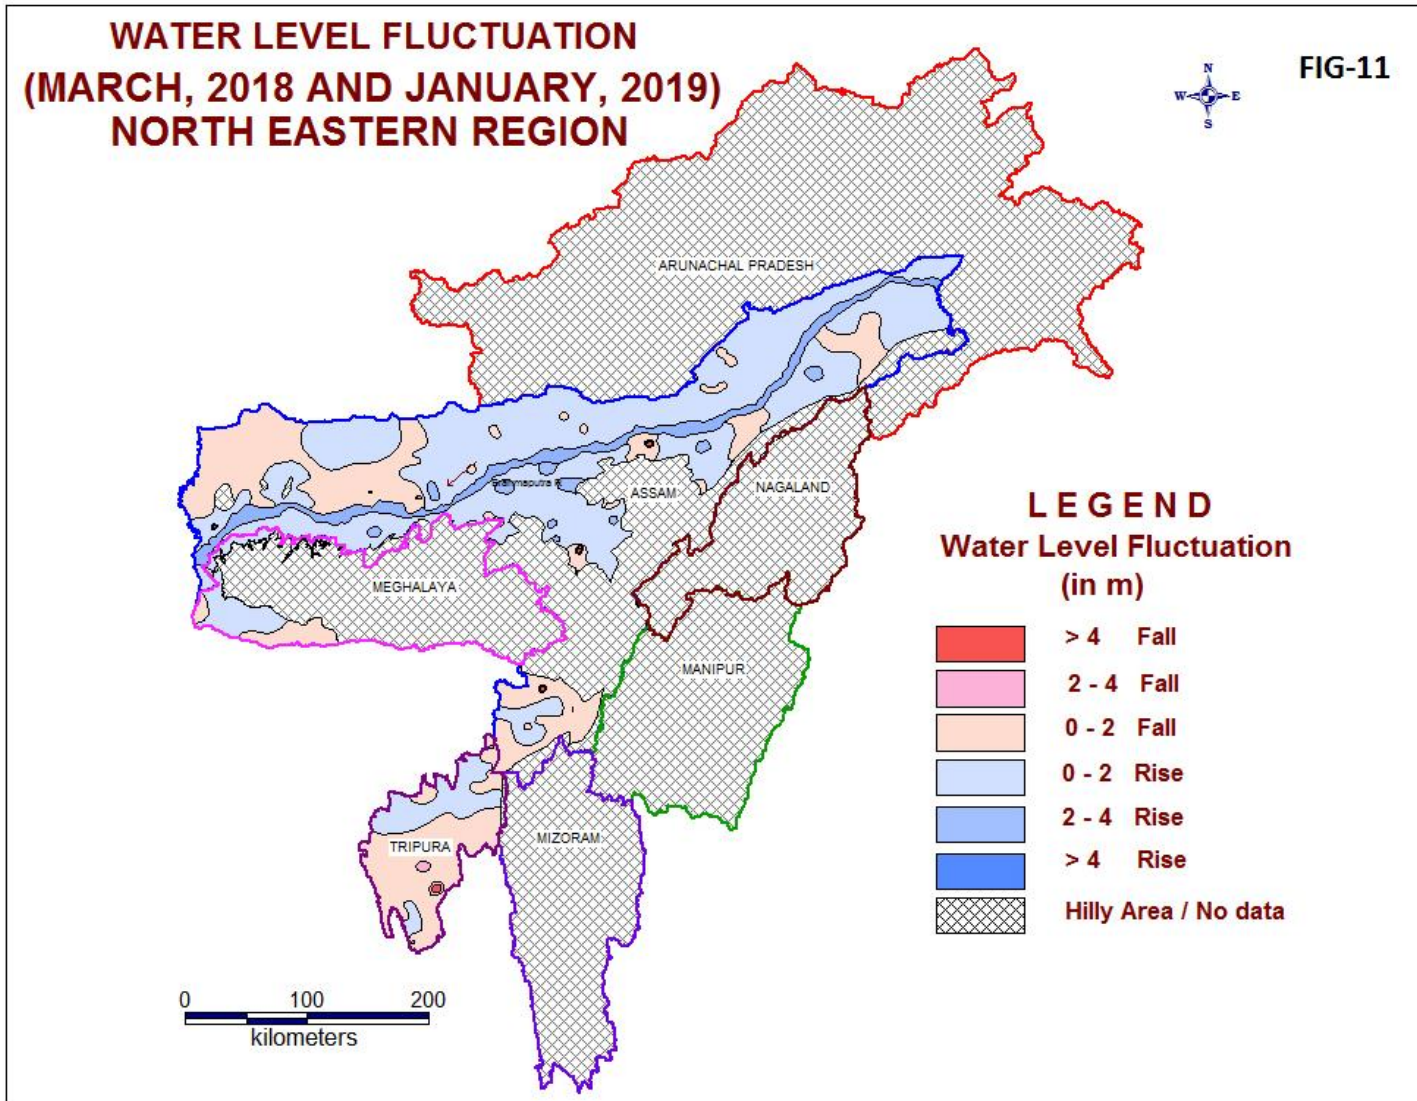 WATER LEVEL FLUCTUATION
(MARCH, 2018 AND JANUARY, 2019)
NORTH EASTERN REGION
FIG-11
N
W E
S
ARUNACHAL PRADESH
Brahmaputra R.
ASSAM
NAGALAND
MEGHALAYA
MANIPUR
TRIPURA
MIZORAM
LEGEND
Water Level Fluctuation
(in m)
> 4 Fall
2 - 4 Fall
0 - 2 Fall
0 - 2 Rise
2 - 4 Rise
> 4 Rise
Hilly Area / No data
0 100 200
kilometers